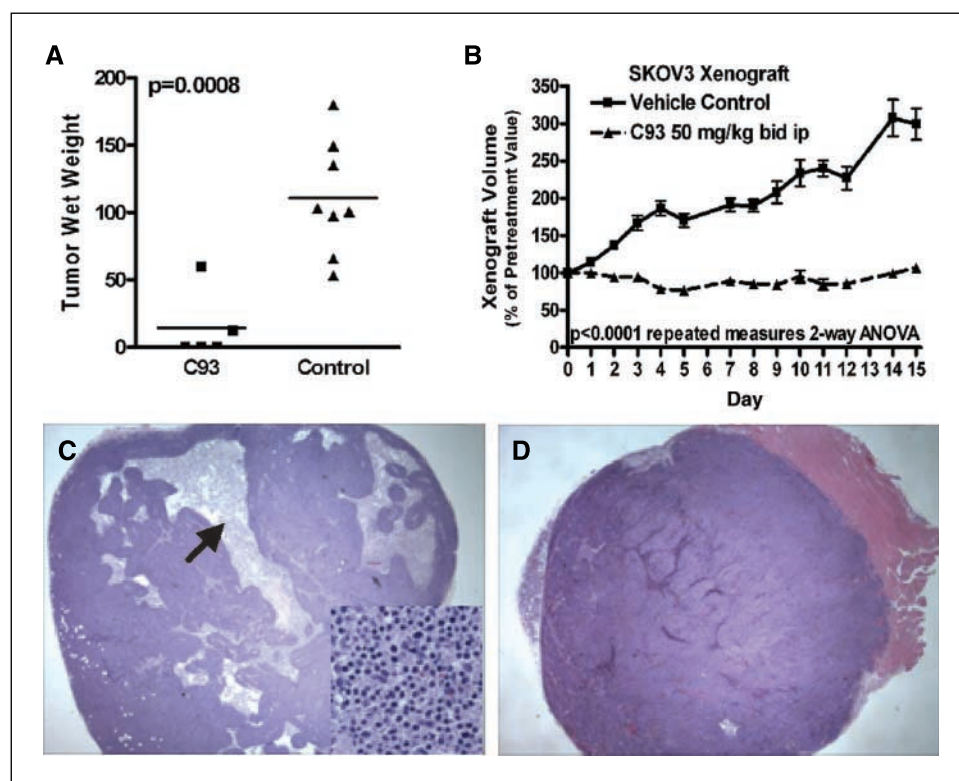 A
Tumor Wet Weight
200
150
100
50
0
p=0.0008
C93
Control
B
SKOV3 Xenograft
Vehicle Control
C93 50 mg/kg bid ip
Xenograft Volume
(% of Pretreatment Value)
350
300
250
200
150
100
50
0
p<0.0001 repeated measures 2-way ANOVA
0 1 2 3 4 5 6 7 8 9 10 11 12 13 14 15
Day
C
D